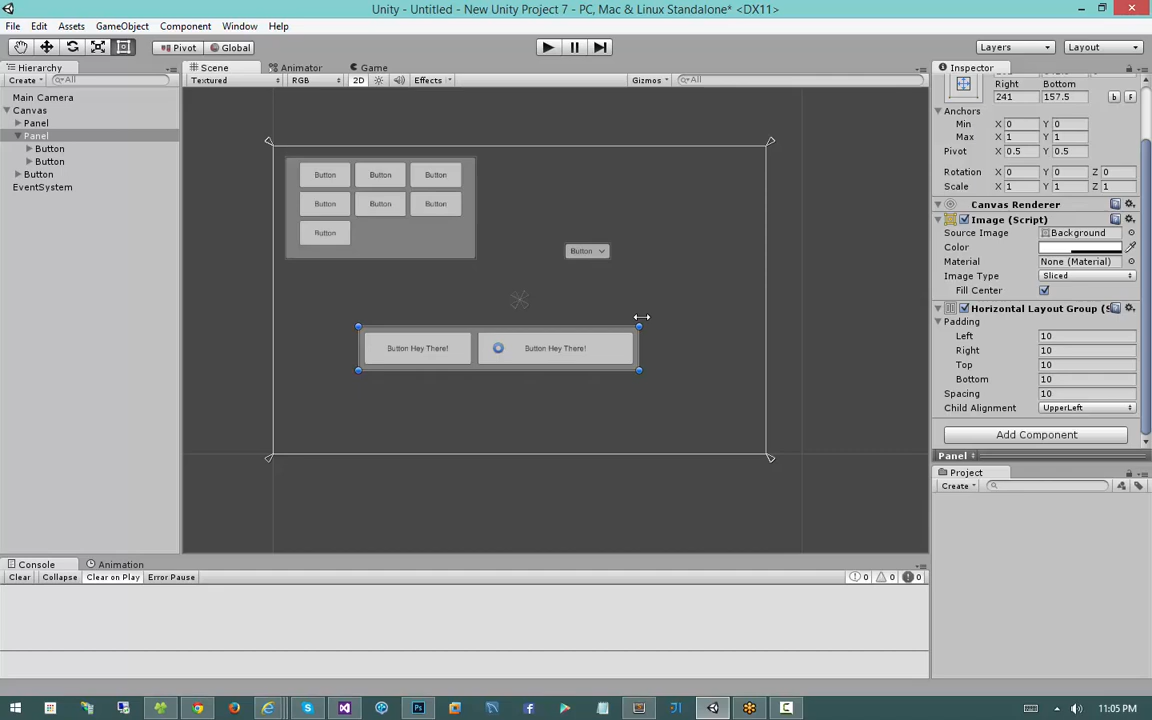 Unity - Untitled - New Unity Project 7 - PC, Mac & Linux Standalone* <DX11>
File Edit Assets GameObject Component Window Help
Pivot Global Layers Layout
Hierarchy Scene Animator Game Inspector
Create All Textured RGB 2D Effects Gizmos All
Right Bottom
241 157.5 b F
Main Camera
Canvas
Panel
Panel
Button
Button
Button
EventSystem
Button Button Button
Button Button Button
Button
Button
Button Hey There! Button Hey There!
Anchors
Min X 0 Y 0
Max X 1 Y 1
Pivot X 0.5 Y 0.5
Rotation X 0 Y 0 Z 0
Scale X 1 Y 1 Z 1
Canvas Renderer
Image (Script)
Source Image Background
Color
Material None (Material)
Image Type Sliced
Fill Center
Horizontal Layout Group (S
Padding
Left 10
Right 10
Top 10
Bottom 10
Spacing 10
Child Alignment UpperLeft
Add Component
Panel
Project
Create
Console Animation
Clear Collapse Clear on Play Error Pause 0 0 0
11:05 PM